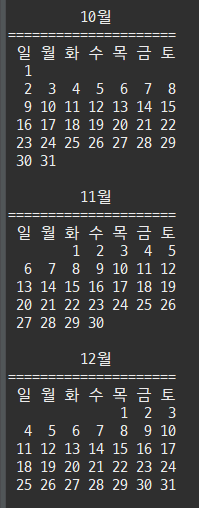 10월
=====================
일 월 화 수 목 금 토
1
2 3 4 5 6 7 8
9 10 11 12 13 14 15
16 17 18 19 20 21 22
23 24 25 26 27 28 29
30 31
11월
=====================
일 월 화 수 목 금 토
1 2 3 4 5
6 7 8 9 10 11 12
13 14 15 16 17 18 19
20 21 22 23 24 25 26
27 28 29 30
12월
=====================
일 월 화 수 목 금 토
1 2 3
4 5 6 7 8 9 10
11 12 13 14 15 16 17
18 19 20 21 22 23 24
25 26 27 28 29 30 31